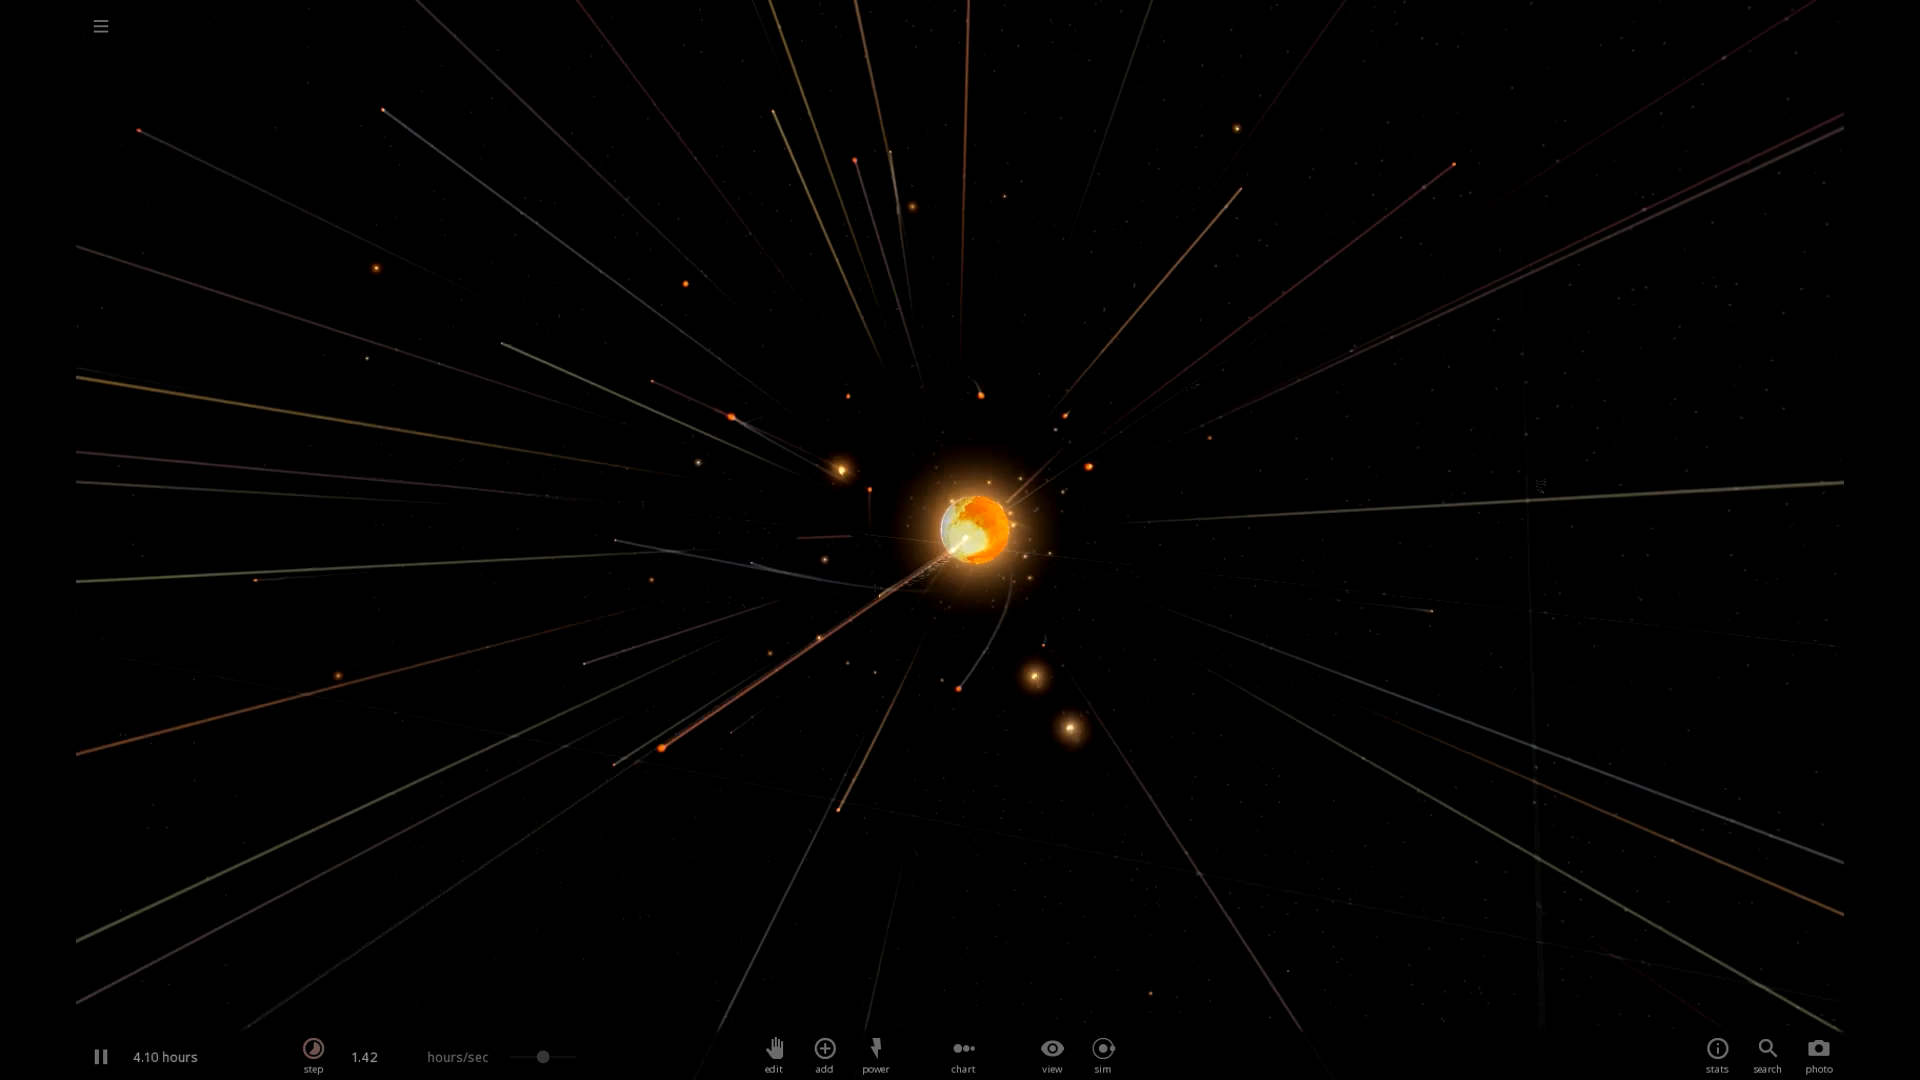 4.10 hours
step
1.42
hours/sec
edit
add
power
chart
view
sim
stats
search
photo